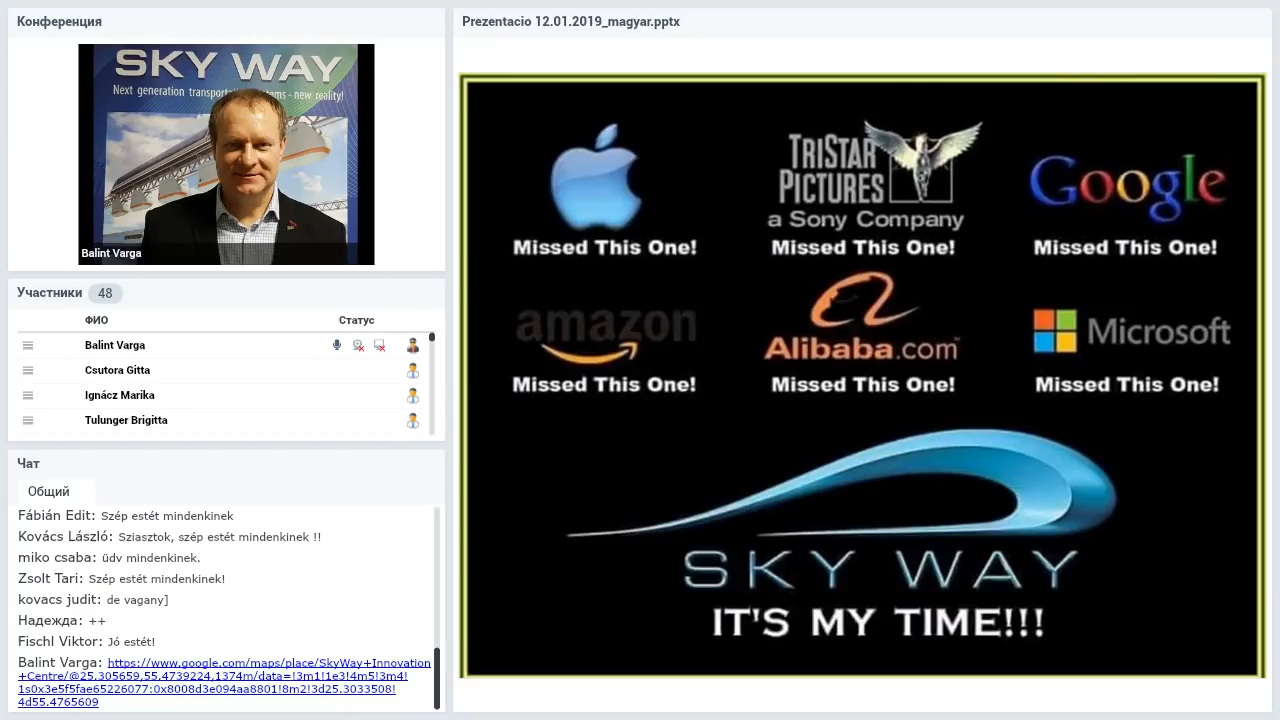 Конференция
SKY WAY
Next generation
new reality!
Balint Varga
Участники 48
ФИО Статус
Balint Varga
Csutora Gitta
Ignácz Marika
Tulunger Brigitta
Чат
Общий
Fábián Edit: Szép estét mindenkinek
Kovács László: Sziasztok, szép estét mindenkinek !!
miko csaba: üdv mindenkinek.
Zsolt Tari: Szép estét mindenkinek!
kovacs judit: de vagany]
Надежда: ++
Fischl Viktor: Jó estét!
Balint Varga: https://www.google.com/maps/place/SkyWay+Innovation
+Centre/@25.305659,55.4739224,1374m/data=!3m1!1e3!4m5!3m4!
1s0x3e5f5fae65226077:0x8008d3e094aa8801!8m2!3d25.3033508!
4d55.4765609
Prezentacio 12.01.2019_magyar.pptx
TRISTAR
PICTURES
a Sony Company
Google
Missed This One! Missed This One! Missed This One!
amazon
Alibaba.com
Microsoft
Missed This One! Missed This One! Missed This One!
SKY WAY
IT'S MY TIME!!!